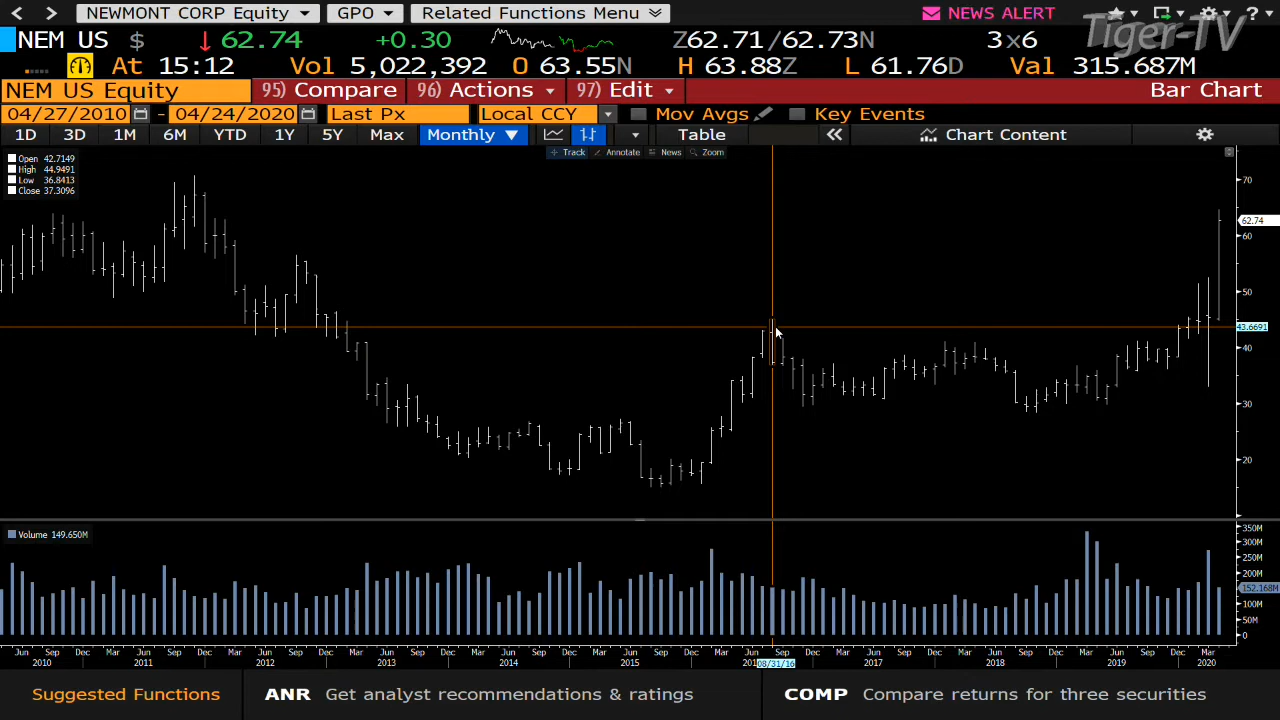 NEWMONT CORP Equity GPO Related Functions Menu NEWS ALERT
Tiger-TV
NEM US $ 62.74 +0.30 Z62.71/62.73N 3x6
At 15:12 Vol 5,022,392 O 63.55N H 63.88Z L 61.76D Val 315.687M
NEM US Equity 95) Compare 96) Actions 97) Edit Bar Chart
04/27/2010 - 04/24/2020 Last Px Local CCY Mov Avgs Key Events
1D 3D 1M 6M YTD 1Y 5Y Max Monthly Table Chart Content
Track Annotate News Zoom
Open 42.7149
High 44.9491
Low 36.8413
Close 37.3096
70
62.74
60
50
43.6691
40
30
20
Volume 149.650M
350M
300M
250M
200M
152.168M
100M
50M
0
Jun Sep Dec Mar Jun Sep Dec Mar Jun Sep Dec Mar Jun Sep Dec Mar Jun Sep Dec Mar Jun Sep Dec Mar Jun Sep Dec Mar Jun Sep Dec Mar Jun Sep Dec Mar Jun Sep Dec Mar
2010 2011 2012 2013 2014 2015 201 08/31/16 2017 2018 2019 2020
Suggested Functions ANR Get analyst recommendations & ratings COMP Compare returns for three securities